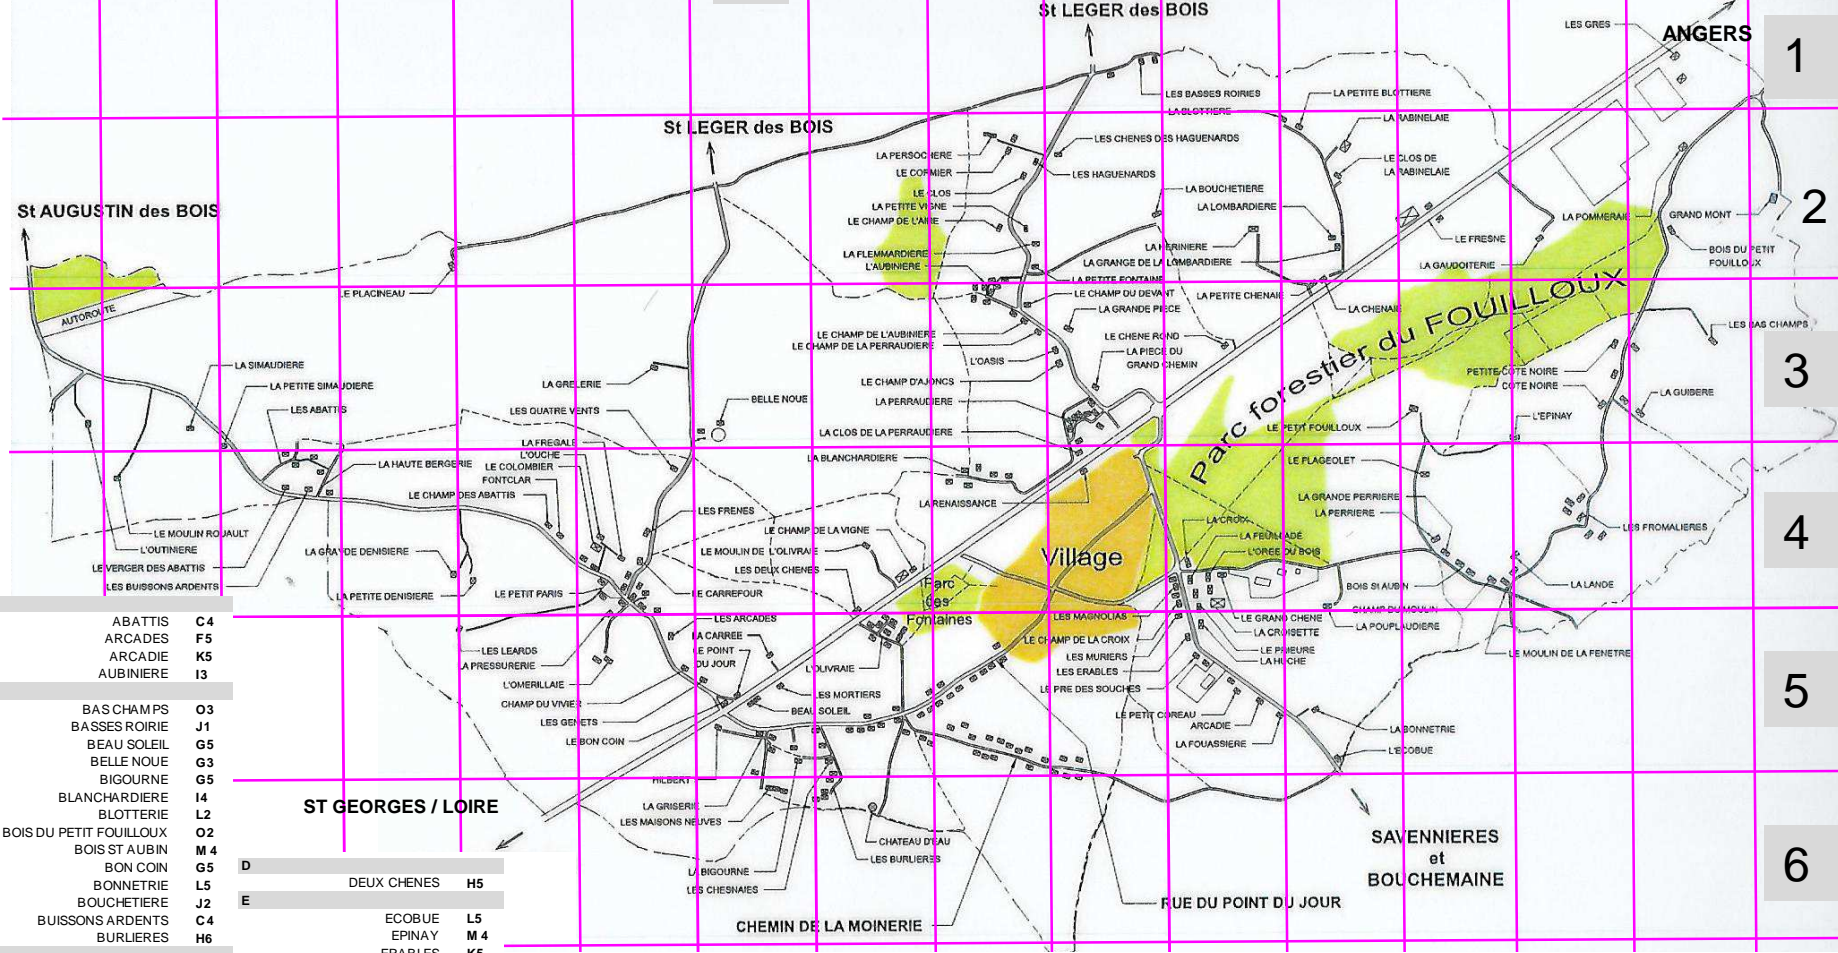 St LEGER des BOIS
LES GRES
ANGERS
1
LES BASSES ROIRIES
LA PETITE BLOTTIERE
LA BLOTTIERE
LA RABINELAIE
St LEGER des BOIS
LES CHENES DES HAGUENARDS
LA PERSOCHERE
LE CLOS DE
LA RABINELAIE
LE CORMIER
LES HAGUENARDS
LE CLOS
LA BOUCHETIERE
2
St AUGUSTIN des BOIS
LA PETITE VIGNE
LA LOMBARDIERE
LE CHAMP DE L'AIRE
LA POMMERAIE
GRAND MONT
LE FRESNE
LA FLEMMARDIERE
LA GRANGE DE LA LOMBARDIERE
BOIS DU PETIT
FOUILLOUX
L'AUBINIERE
LA GAUDOITERIE
LA PETITE FONTAINE
LE PLACINEAU
LE CHAMP DU DEVANT
LA PETITE CHENAIE
LA CHENAIE
LA GRANDE PIECE
AUTOROUTE
Parc forestier du FOUILLOUX
LES BAS CHAMPS
LE CHAMP DE L'AUBINIERE
LE CHENE ROND
LE CHAMP DE LA PERRAUDIERE
LA PIECE DU
GRAND CHEMIN
L'OASIS
LA SIMAUDIERE
3
PETITE COTE NOIRE
LE CHAMP D'AJONCS
LA GRELERIE
LA PETITE SIMAUDIERE
COTE NOIRE
LA GUIBERE
BELLE NOUE
LA PERRAUDIERE
LES ABATTIS
LES QUATRE VENTS
L'EPINAY
LE PETIT FOUILLOUX
LA CLOS DE LA PERRAUDIERE
LA FREGALE
L'OUCHE
LA BLANCHARDIERE
LE PLAGEOLET
LA HAUTE BERGERIE
LE COLOMBIER
FONTCLAR
LE CHAMP DES ABATTIS
LA GRANDE PERRIERE
LA RENAISSANCE
LA PERRIERE
LES FRENES
LA CROIX
LES FROMALIERES
LE MOULIN ROUAULT
LE CHAMP DE LA VIGNE
4
LA FEUILLADE
L'OUTINIERE
LA GRANDE DENISIERE
LE MOULIN DE L'OLIVRAIE
L'OREE DU BOIS
Village
LE VERGER DES ABATTIS
LES DEUX CHENES
LES BUISSONS ARDENTS
Parc
des
Fontaines
BOIS ST AUBIN
LA LANDE
LA PETITE DENISIERE
LE PETIT PARIS
LE CARREFOUR
CHAMP DU MOULIN
LES ARCADES
LES MAGNOLIAS
LE GRAND CHENE
LA POUPLAUDIERE
LA CARREE
LE CHAMP DE LA CROIX
LA CROISETTE
LES LEARDS
LE POINT
DU JOUR
LE PRIEURE
LE MOULIN DE LA FENETRE
LA PRESSURERIE
L'OLIVRAIE
LES MURIERS
LA HUCHE
LES ERABLES
L'OMERILLAIE
LE PRE DES SOUCHES
5
LES MORTIERS
CHAMP DU VIVIER
BEAU SOLEIL
LE PETIT COREAU
LES GENETS
ARCADIE
LA BONNETRIE
LE BON COIN
LA FOUASSIERE
L'ECOBUE
HILBERT
ST GEORGES / LOIRE
LA GRISERIE
LES MAISONS NEUVES
SAVENNIERES
et
BOUCHEMAINE
CHATEAU D'EAU
LES BURLIERES
6
LA BIGOURNE
LES CHESNAIES
RUE DU POINT DU JOUR
CHEMIN DE LA MOINERIE
ABATTIS C4
ARCADES F5
ARCADIE K5
AUBINIERE I3
BAS CHAMPS O3
BASSES ROIRIE J1
BEAU SOLEIL G5
BELLE NOUE G3
BIGOURNE G5
BLANCHARDIERE I4
BLOTTERIE L2
BOIS DU PETIT FOUILLOUX O2
BOIS ST AUBIN M4
BON COIN G5
BONNETRIE L5
BOUCHETIERE J2
BUISSONS ARDENTS C4
BURLIERES H6
D
DEUX CHENES H5
E
ECOBUE L5
EPINAY M4
ERABLES K5